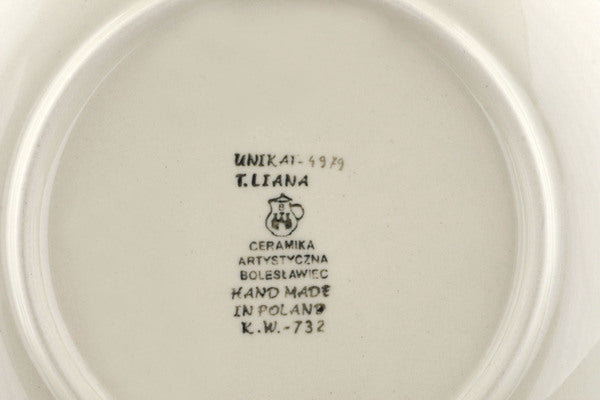 UNIKAT-4979
T.LIANA
CERAMIKA
ARTYSTYCZNA
BOLESŁAWIEC
HAND MADE
IN POLAND
K.W.-732